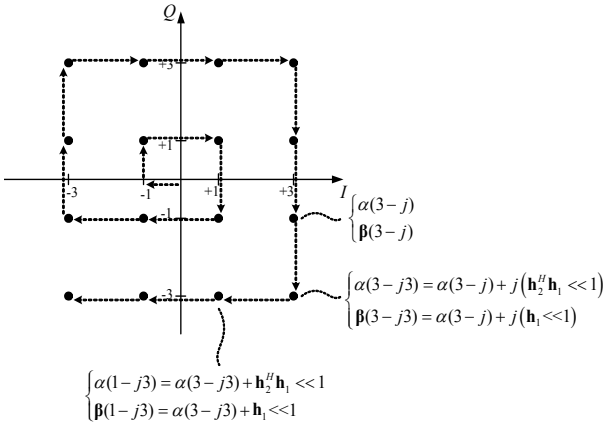 Q
+3
+1
-3
-1
+1
+3
I
-1
-3
α(3−j)
β(3−j)
α(3−j3) = α(3−j) + j(h₂ᴴh₁ <<1)
β(3−j3) = α(3−j) + j(h₁<<1)
α(1−j3) = α(3−j3) + h₂ᴴh₁ <<1
β(1−j3) = α(3−j3) + h₁<<1